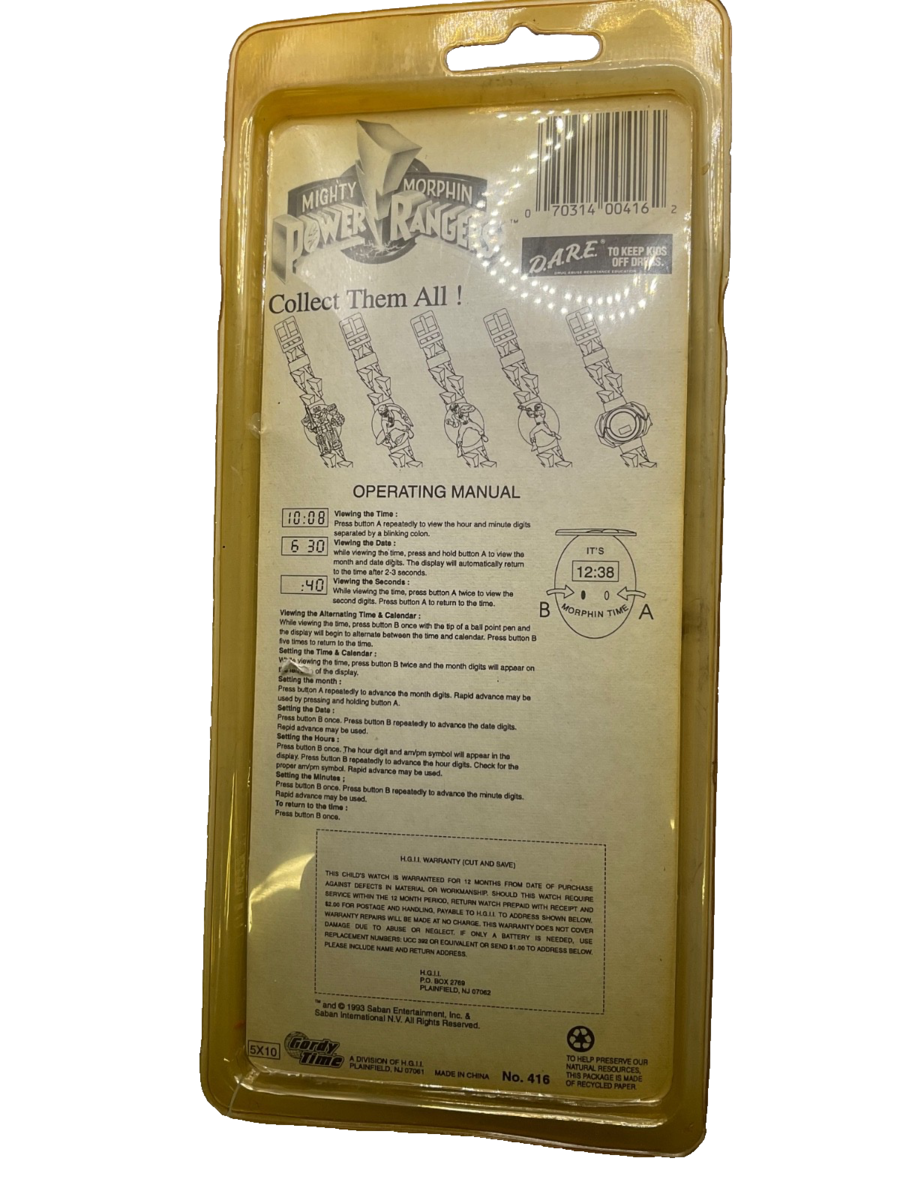 MIGHTY MORPHIN
POWER RANGERS
™
0 70314 00416 2
D.A.R.E.® TO KEEP KIDS
OFF DRUGS.
DRUG ABUSE RESISTANCE EDUCATION
Collect Them All !
OPERATING MANUAL
10:08
Viewing the Time :
Press button A repeatedly to view the hour and minute digits
separated by a blinking colon.
6 30
Viewing the Date :
while viewing the time, press and hold button A to view the
month and date digits. The display will automatically return
to the time after 2-3 seconds.
:40
Viewing the Seconds :
While viewing the time, press button A twice to view the
second digits. Press button A to return to the time.
IT'S
12:38
B A
MORPHIN TIME
Viewing the Alternating Time & Calendar :
While viewing the time, press button B once with the tip of a ball point pen and
the display will begin to alternate between the time and calendar. Press button B
five times to return to the time.
Setting the Time & Calendar :
While viewing the time, press button B twice and the month digits will appear on
of the display.
Setting the month :
Press button A repeatedly to advance the month digits. Rapid advance may be
used by pressing and holding button A.
Setting the Date :
Press button B once. Press button B repeatedly to advance the date digits.
Rapid advance may be used.
Setting the Hours :
Press button B once. The hour digit and am/pm symbol will appear in the
display. Press button B repeatedly to advance the hour digits. Check for the
proper am/pm symbol. Rapid advance may be used.
Setting the Minutes ;
Press button B once. Press button B repeatedly to advance the minute digits.
Rapid advance may be used.
To return to the time :
Press button B once.
H.G.I.I. WARRANTY (CUT AND SAVE)
THIS CHILD'S WATCH IS WARRANTEED FOR 12 MONTHS FROM DATE OF PURCHASE
AGAINST DEFECTS IN MATERIAL OR WORKMANSHIP. SHOULD THIS WATCH REQUIRE
SERVICE WITHIN THE 12 MONTH PERIOD, RETURN WATCH PREPAID WITH RECEIPT AND
$2.00 FOR POSTAGE AND HANDLING, PAYABLE TO H.G.I.I. TO ADDRESS SHOWN BELOW.
WARRANTY REPAIRS WILL BE MADE AT NO CHARGE. THIS WARRANTY DOES NOT COVER
DAMAGE DUE TO ABUSE OR NEGLECT. IF ONLY A BATTERY IS NEEDED, USE
REPLACEMENT NUMBERS: UCC 392 OR EQUIVALENT OR SEND $1.00 TO ADDRESS BELOW.
PLEASE INCLUDE NAME AND RETURN ADDRESS.
H.G.I.I.
P.O. BOX 2769
PLAINFIELD, NJ 07062
™ and © 1993 Saban Entertainment, Inc. &
Saban International N.V. All Rights Reserved.
5X10
Gordy
Time
A DIVISION OF H.G.I.I.
PLAINFIELD, NJ 07061 MADE IN CHINA No. 416
TO HELP PRESERVE OUR
NATURAL RESOURCES,
THIS PACKAGE IS MADE
OF RECYCLED PAPER.